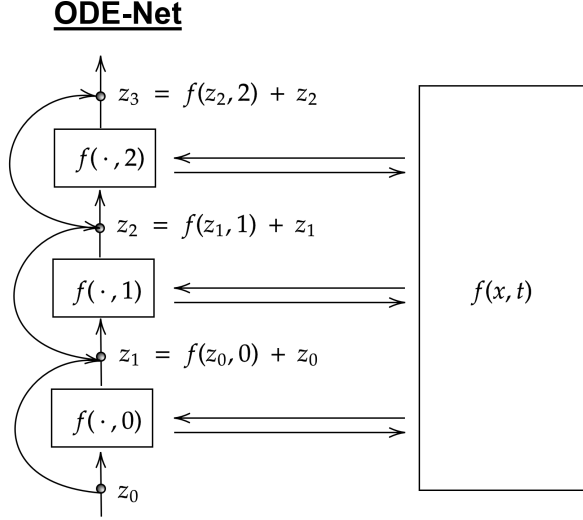 ODE-Net
z₃ = f(z₂, 2) + z₂
f(·, 2)
z₂ = f(z₁, 1) + z₁
f(·, 1)
f(x, t)
z₁ = f(z₀, 0) + z₀
f(·, 0)
z₀